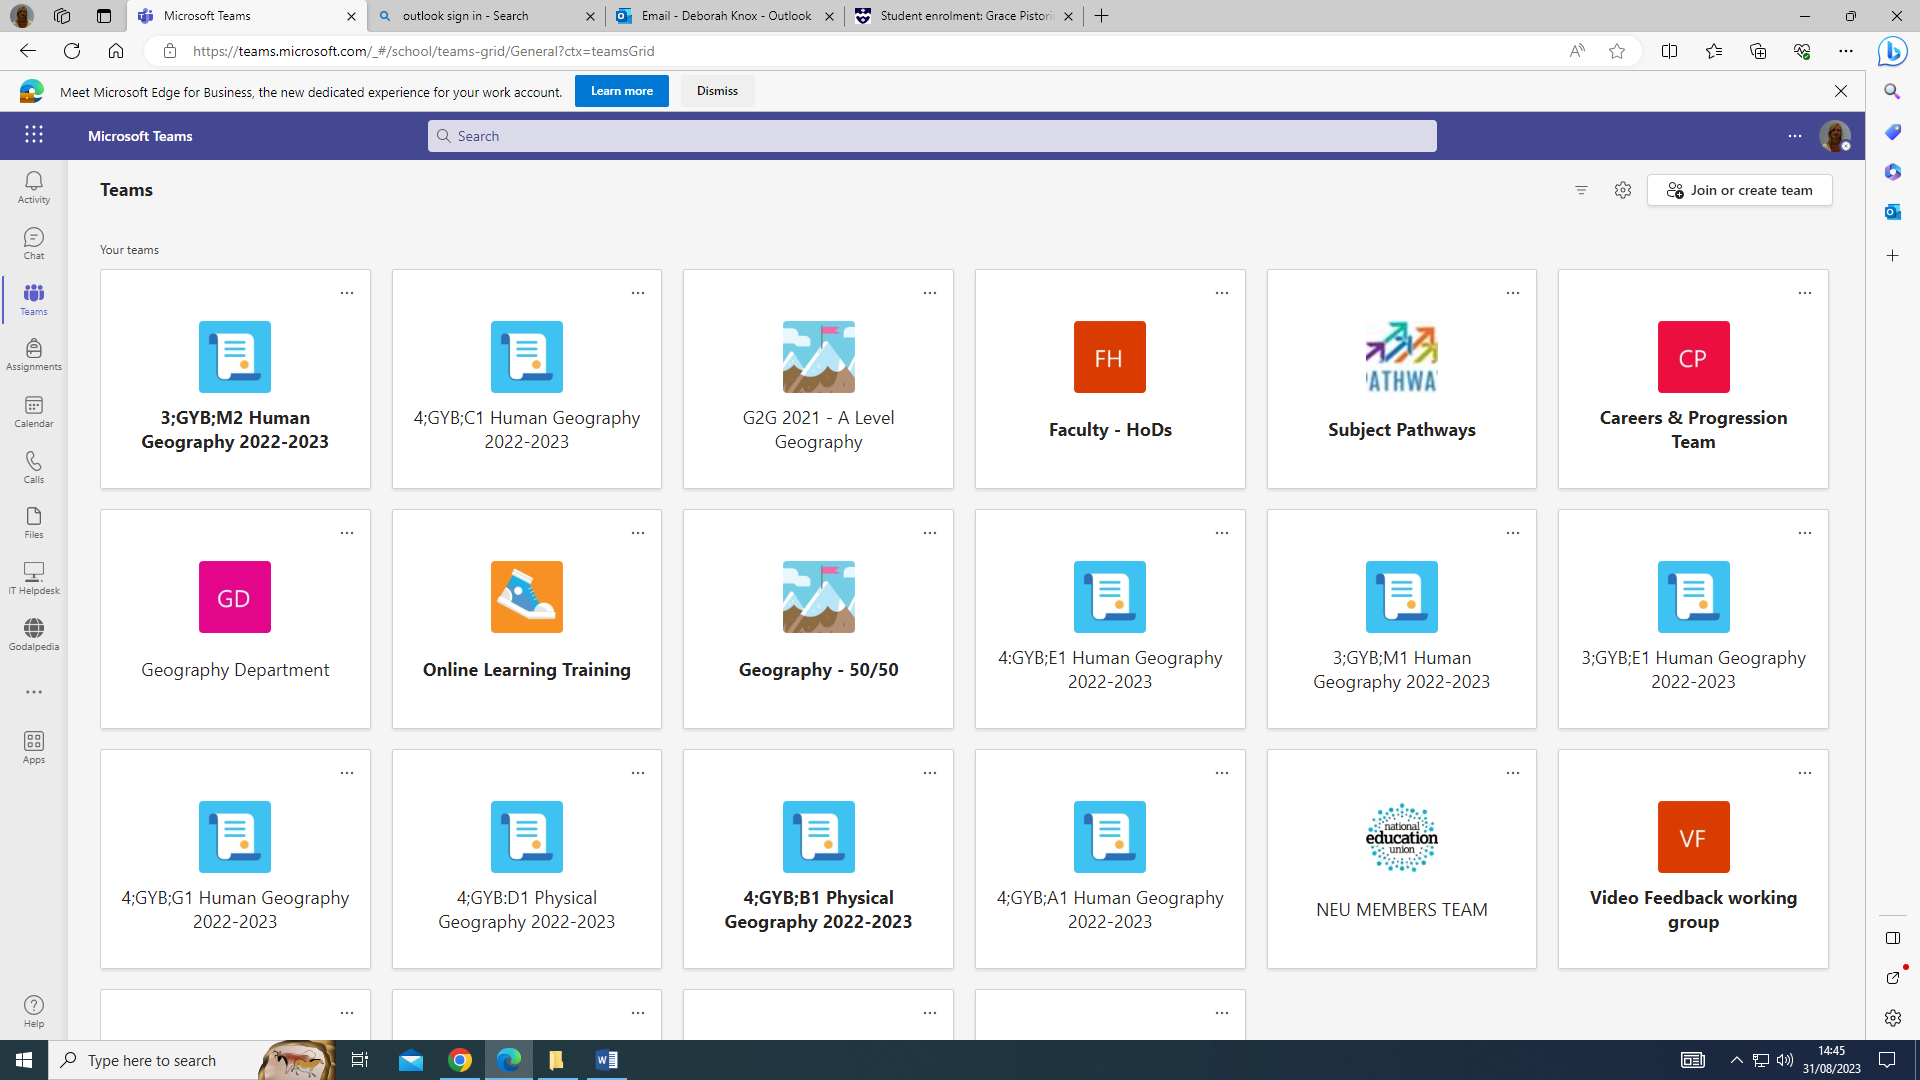 Microsoft Teams
outlook sign in - Search
Email - Deborah Knox - Outlook
Student enrolment: Grace Pistori
https://teams.microsoft.com/_#/school/teams-grid/General?ctx=teamsGrid
Meet Microsoft Edge for Business, the new dedicated experience for your work account.
Learn more
Dismiss
Microsoft Teams
Search
Activity
Chat
Teams
Assignments
Calendar
Calls
Files
IT Helpdesk
Godalpedia
Apps
Help
Teams
Join or create team
Your teams
3;GYB;M2 Human
Geography 2022-2023
4;GYB;C1 Human Geography
2022-2023
G2G 2021 - A Level
Geography
FH
Faculty - HoDs
PATHWA
Subject Pathways
CP
Careers & Progression
Team
GD
Geography Department
Online Learning Training
Geography - 50/50
4:GYB;E1 Human Geography
2022-2023
3;GYB;M1 Human
Geography 2022-2023
3;GYB;E1 Human Geography
2022-2023
4;GYB;G1 Human Geography
2022-2023
4;GYB:D1 Physical
Geography 2022-2023
4;GYB;B1 Physical
Geography 2022-2023
4;GYB;A1 Human Geography
2022-2023
national
education
union
NEU MEMBERS TEAM
VF
Video Feedback working
group
Type here to search
14:45
31/08/2023